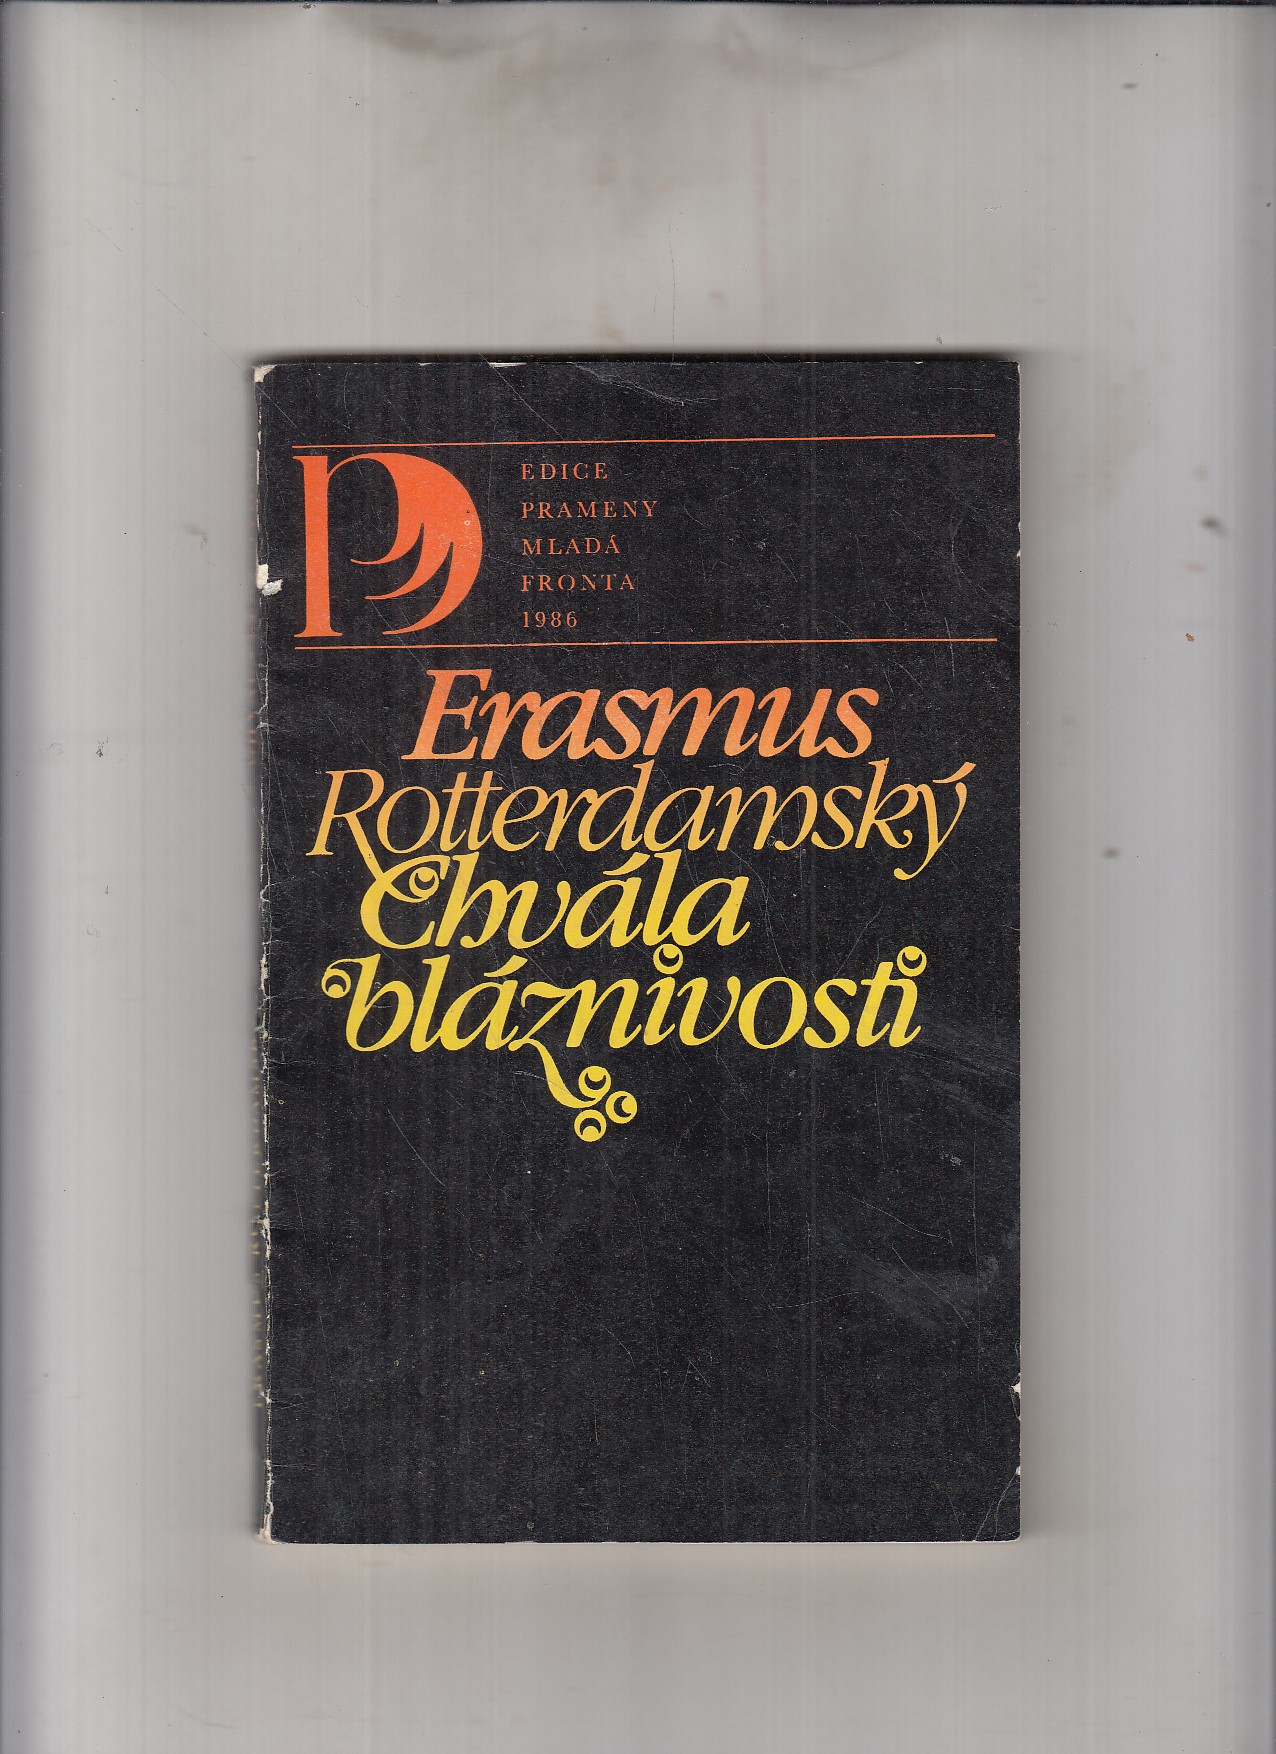 P
EDICE
PRAMENY
MLADÁ
FRONTA
1986
Erasmus
Rotterdamský
Chvála
bláznivosti